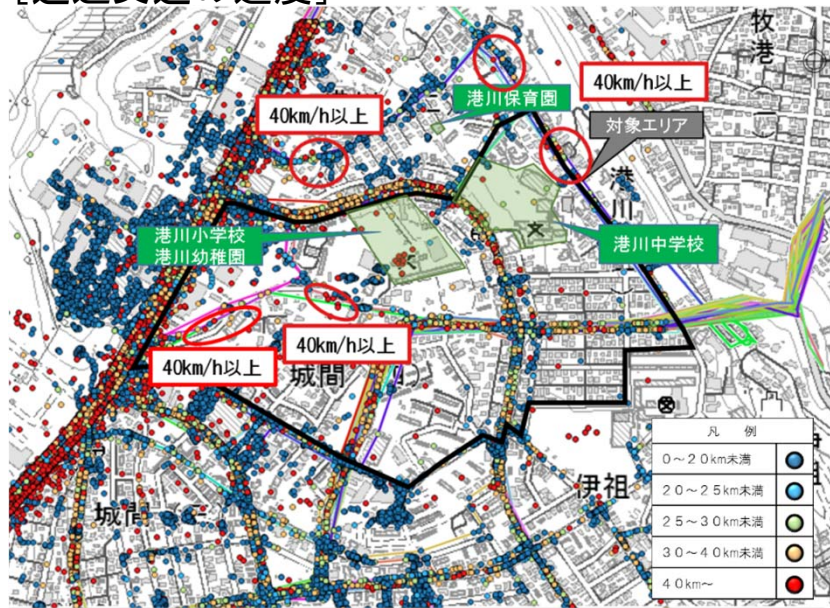 牧港
40km/h以上
港川保育園
40km/h以上
対象エリア
港川
港川小学校
港川幼稚園
港川中学校
40km/h以上
40km/h以上
城間
伊祖
城間
凡 例
0～20km未満
20～25km未満
25～30km未満
30～40km未満
40km～